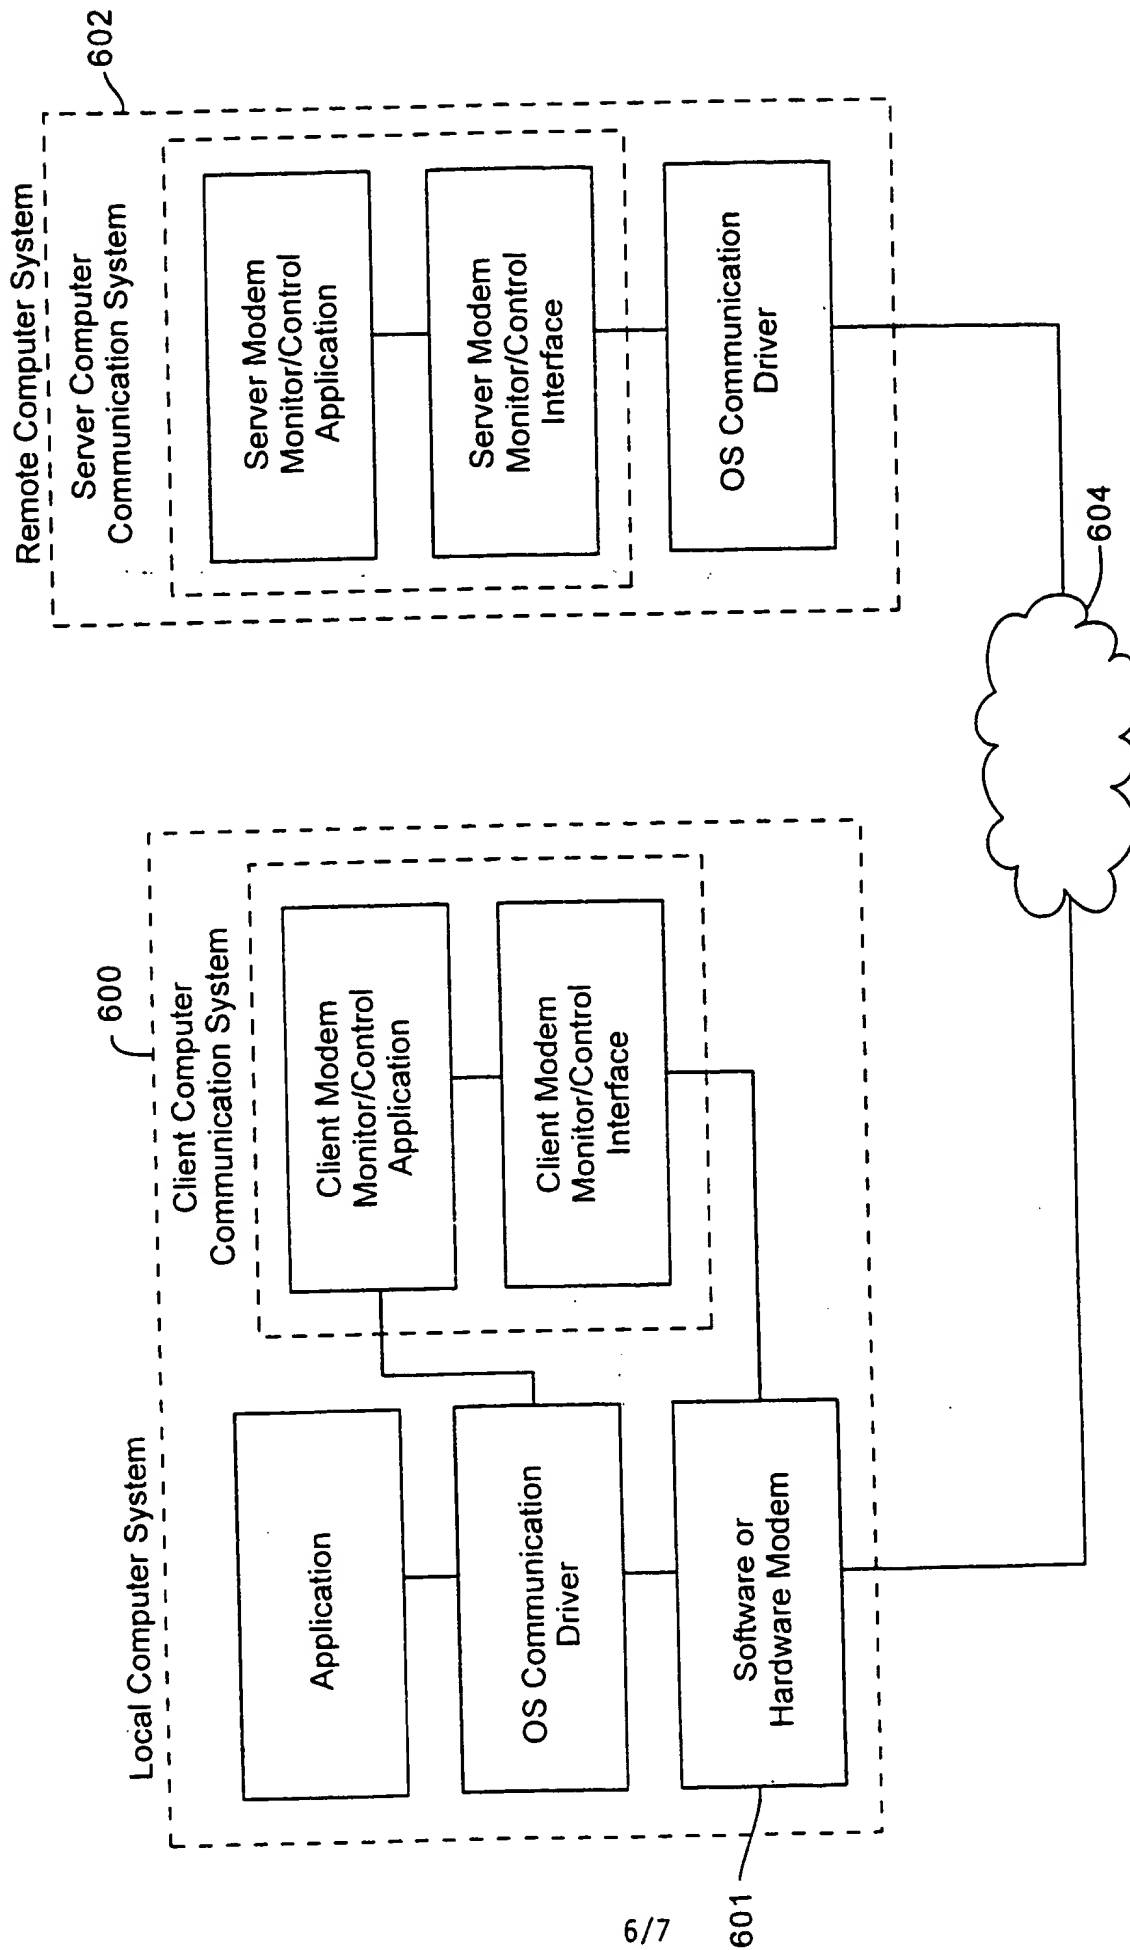 Local Computer System
600
Client Computer
Communication System
Application
OS Communication
Driver
Software or
Hardware Modem
601
Client Modem
Monitor/Control
Application
Client Modem
Monitor/Control
Interface
Remote Computer System
602
Server Computer
Communication System
Server Modem
Monitor/Control
Application
Server Modem
Monitor/Control
Interface
OS Communication
Driver
604
6/7